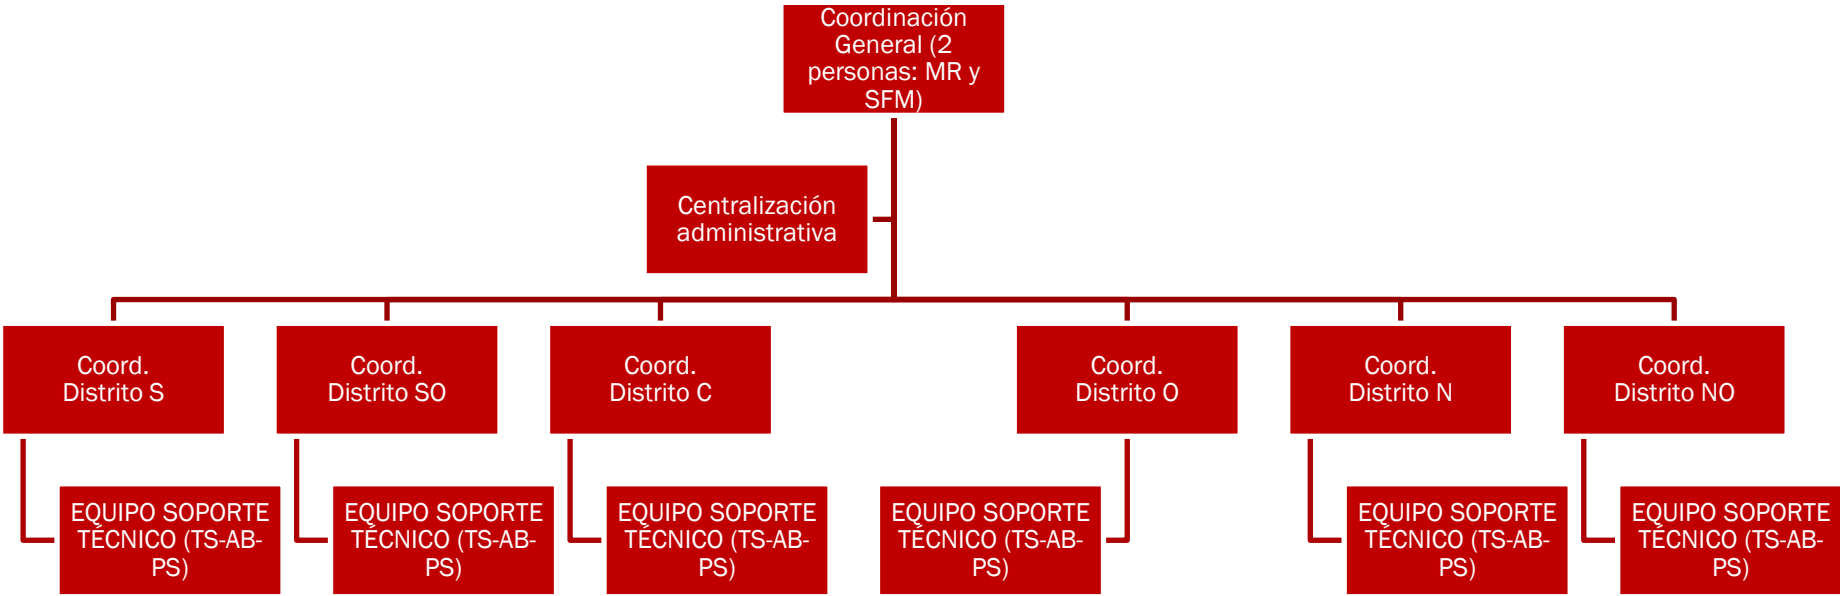 Coordinación
General (2
personas: MR y
SFM)
Centralización
administrativa
Coord.
Distrito S
Coord.
Distrito SO
Coord.
Distrito C
Coord.
Distrito O
Coord.
Distrito N
Coord.
Distrito NO
EQUIPO SOPORTE
TÉCNICO (TS-AB-
PS)
EQUIPO SOPORTE
TÉCNICO (TS-AB-
PS)
EQUIPO SOPORTE
TÉCNICO (TS-AB-
PS)
EQUIPO SOPORTE
TÉCNICO (TS-AB-
PS)
EQUIPO SOPORTE
TÉCNICO (TS-AB-
PS)
EQUIPO SOPORTE
TÉCNICO (TS-AB-
PS)